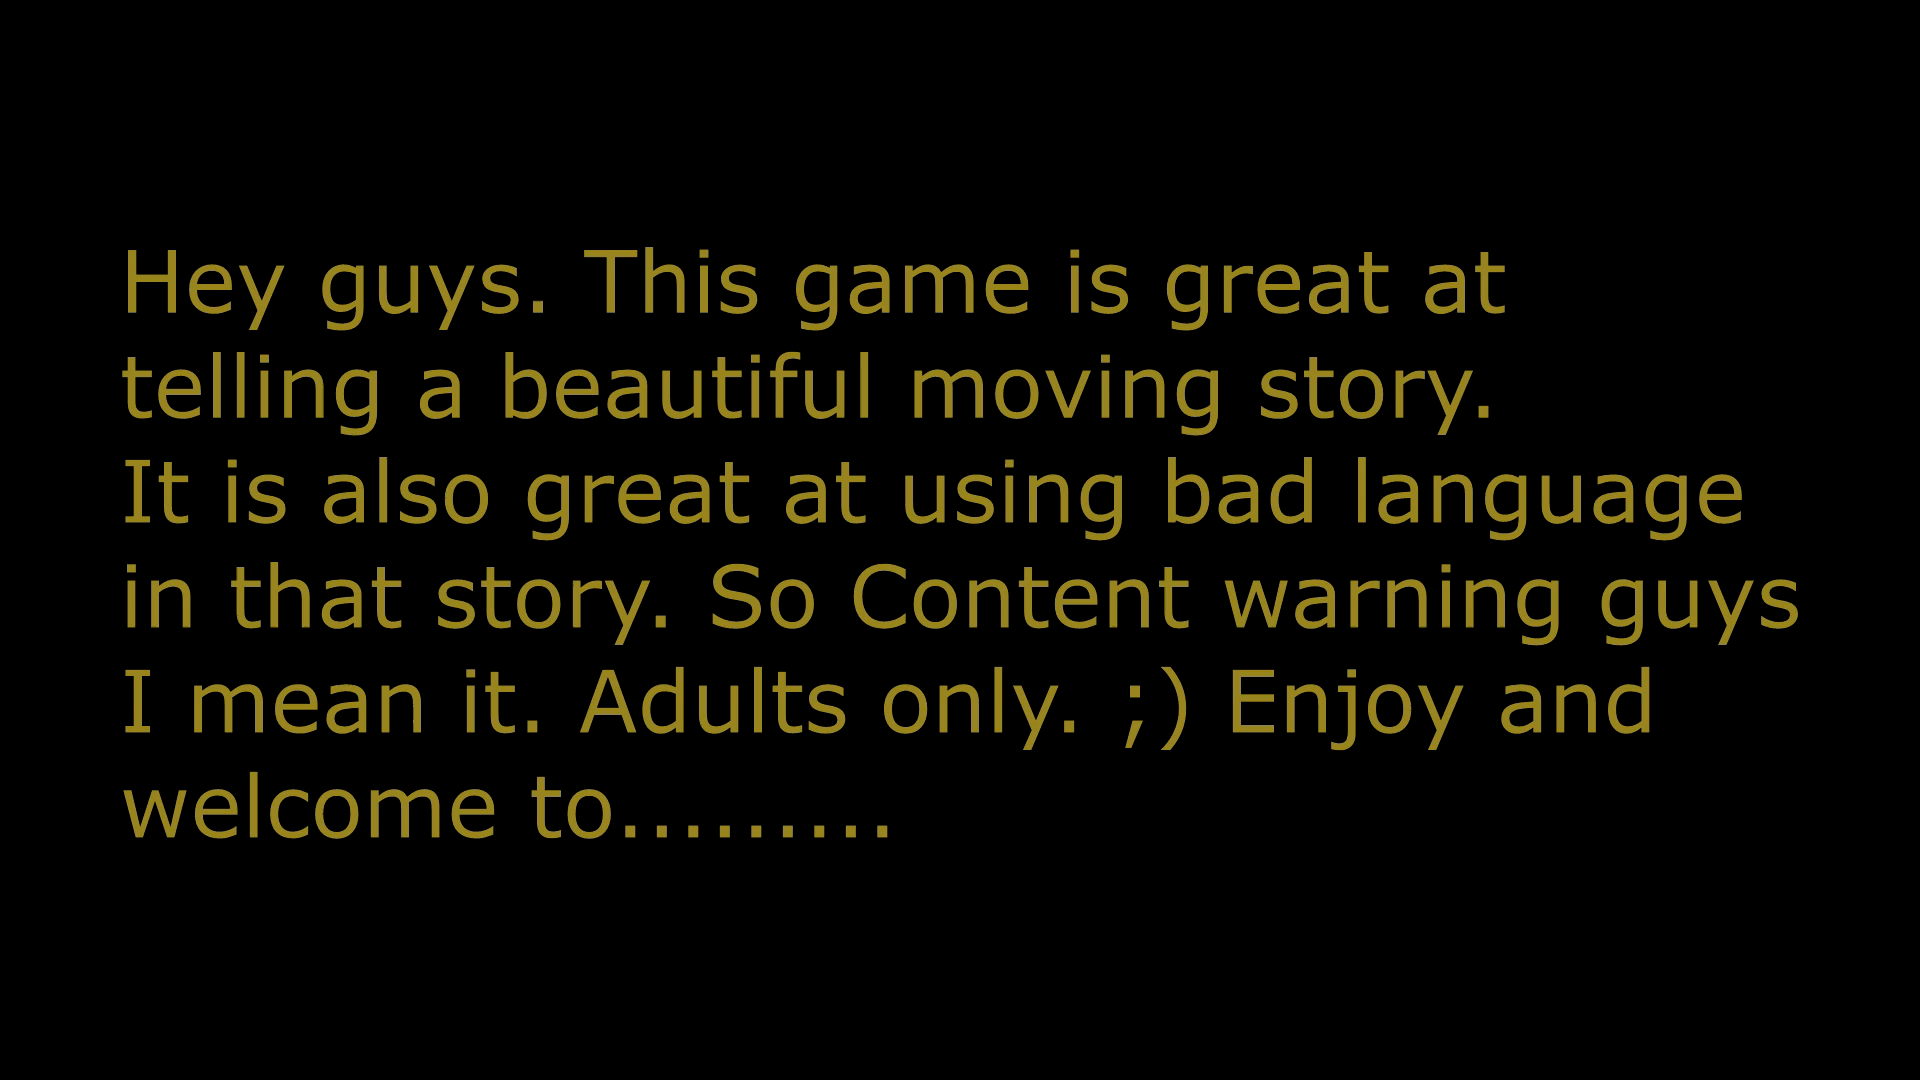 Hey guys. This game is great at
telling a beautiful moving story.
It is also great at using bad language
in that story. So Content warning guys
I mean it. Adults only. ;) Enjoy and
welcome to.........